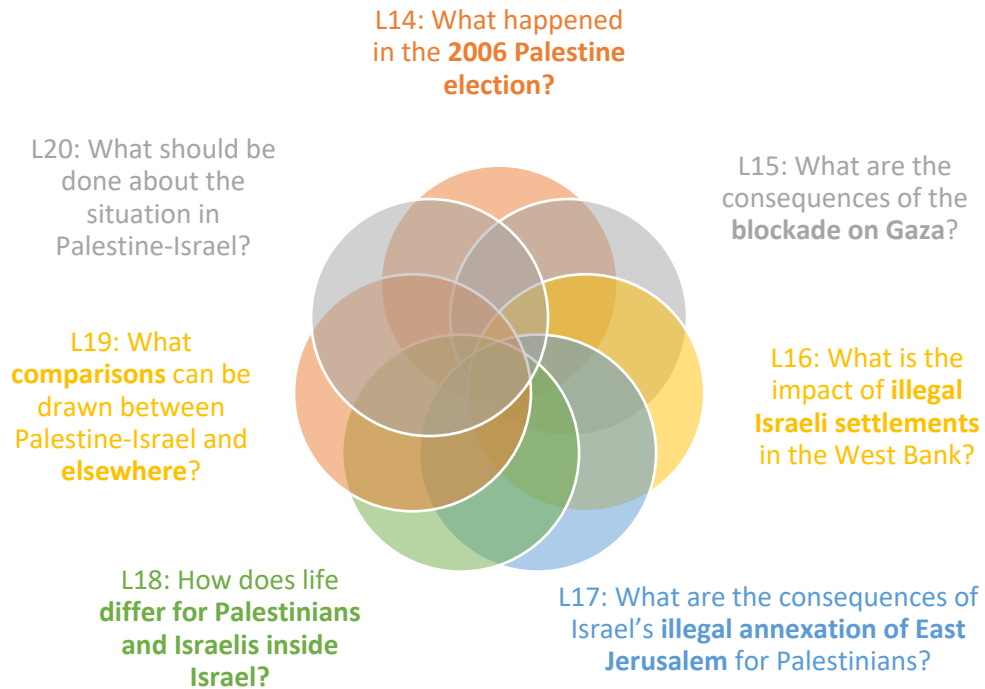 L14: What happened
in the 2006 Palestine
election?
L15: What are the
consequences of the
blockade on Gaza?
L16: What is the
impact of illegal
Israeli settlements
in the West Bank?
L17: What are the consequences of
Israel’s illegal annexation of East
Jerusalem for Palestinians?
L18: How does life
differ for Palestinians
and Israelis inside
Israel?
L19: What
comparisons can be
drawn between
Palestine-Israel and
elsewhere?
L20: What should be
done about the
situation in
Palestine-Israel?